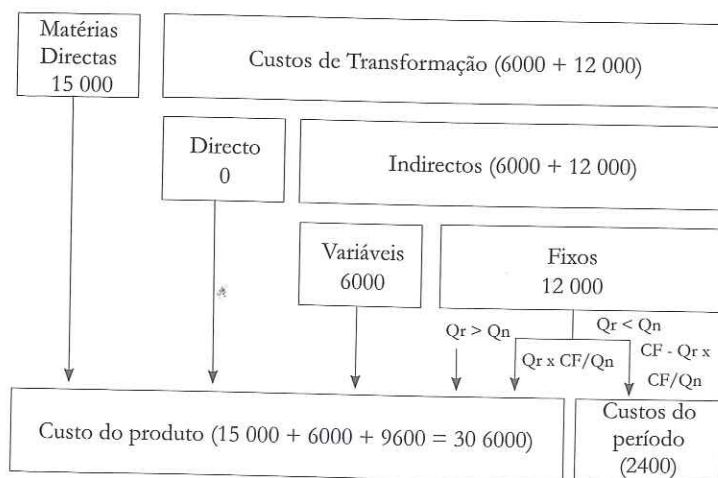 Matérias
Directas
15 000
Custos de Transformação (6000 + 12 000)
Directo
0
Indirectos (6000 + 12 000)
Variáveis
6000
Fixos
12 000
Qr > Qn
Qr < Qn
Qr x CF/Qn
CF - Qr x
CF/Qn
Custo do produto (15 000 + 6000 + 9600 = 30 6000)
Custos do
período
(2400)